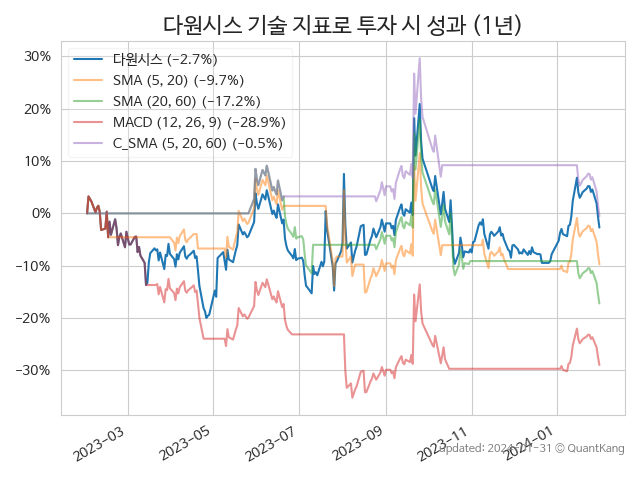 다원시스 기술 지표로 투자 시 성과 (1년)
다원시스 (−2.7%)
SMA (5, 20) (−9.7%)
SMA (20, 60) (−17.2%)
MACD (12, 26, 9) (−28.9%)
C_SMA (5, 20, 60) (−0.5%)
30%
20%
10%
0%
−10%
−20%
−30%
2023−03
2023−05
2023−07
2023−09
2023−11
2024−01
updated: 2024−01−31 © QuantKang